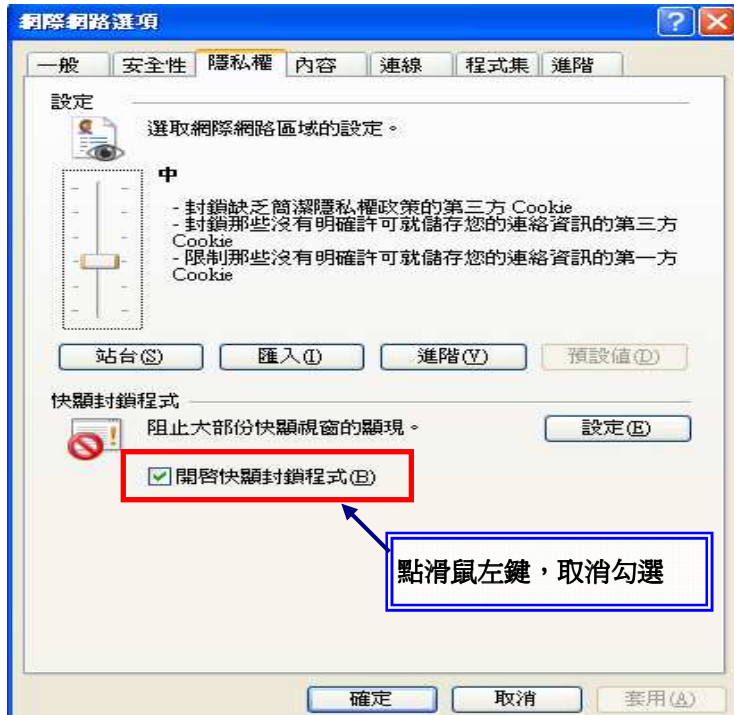 網際網路選項
一般 安全性 隱私權 內容 連線 程式集 進階
設定
選取網際網路區域的設定。
中
- 封鎖缺乏簡潔隱私權政策的第三方 Cookie
- 封鎖那些沒有明確許可就儲存您的連絡資訊的第三方
Cookie
- 限制那些沒有明確許可就儲存您的連絡資訊的第一方
Cookie
站台(S) 匯入(I) 進階(V) 預設值(D)
快顯封鎖程式
阻止大部份快顯視窗的顯現。 設定(E)
開啓快顯封鎖程式(B)
點滑鼠左鍵，取消勾選
確定 取消 套用(A)